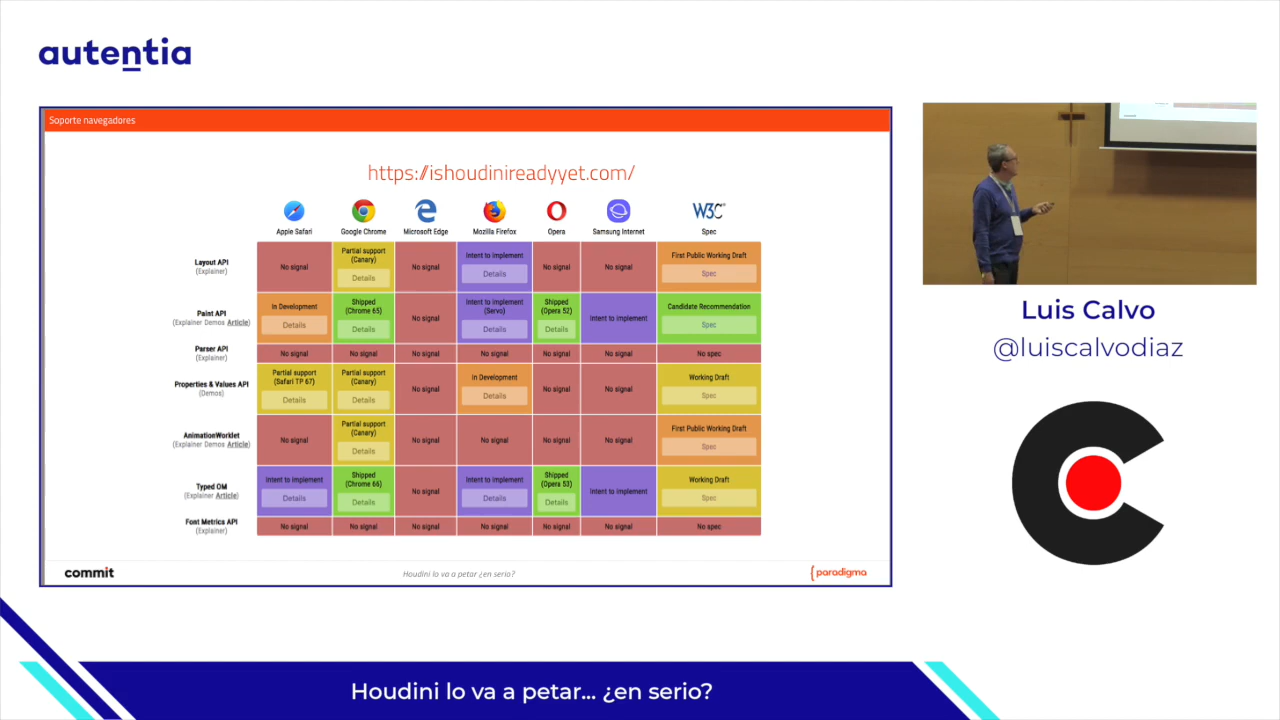 autentia
Soporte navegadores
https://ishoudinireadyyet.com/
Apple Safari
Google Chrome
Microsoft Edge
Mozilla Firefox
Opera
Samsung Internet
W3C
Spec
Layout API
(Explainer)
No signal
Partial support
(Canary)
Details
No signal
Intent to implement
Details
No signal
No signal
First Public Working Draft
Spec
Paint API
(Explainer Demos Article)
In Development
Details
Shipped
(Chrome 65)
Details
No signal
Intent to implement
(Servo)
Details
Shipped
(Opera 52)
Details
Intent to implement
Candidate Recommendation
Spec
Parser API
(Explainer)
No signal
No signal
No signal
No signal
No signal
No signal
No spec
Properties & Values API
(Demos)
Partial support
(Safari TP 67)
Details
Partial support
(Canary)
Details
No signal
In Development
Details
No signal
No signal
Working Draft
Spec
AnimationWorklet
(Explainer Demos Article)
No signal
Partial support
(Canary)
Details
No signal
No signal
No signal
No signal
First Public Working Draft
Spec
Typed OM
(Explainer Article)
Intent to implement
Details
Shipped
(Chrome 66)
Details
No signal
Intent to implement
Details
Shipped
(Opera 53)
Details
Intent to implement
Working Draft
Spec
Font Metrics API
(Explainer)
No signal
No signal
No signal
No signal
No signal
No signal
No spec
commit
Houdini lo va a petar ¿en serio?
{paradigma
Luis Calvo
@luiscalvodiaz
Houdini lo va a petar... ¿en serio?